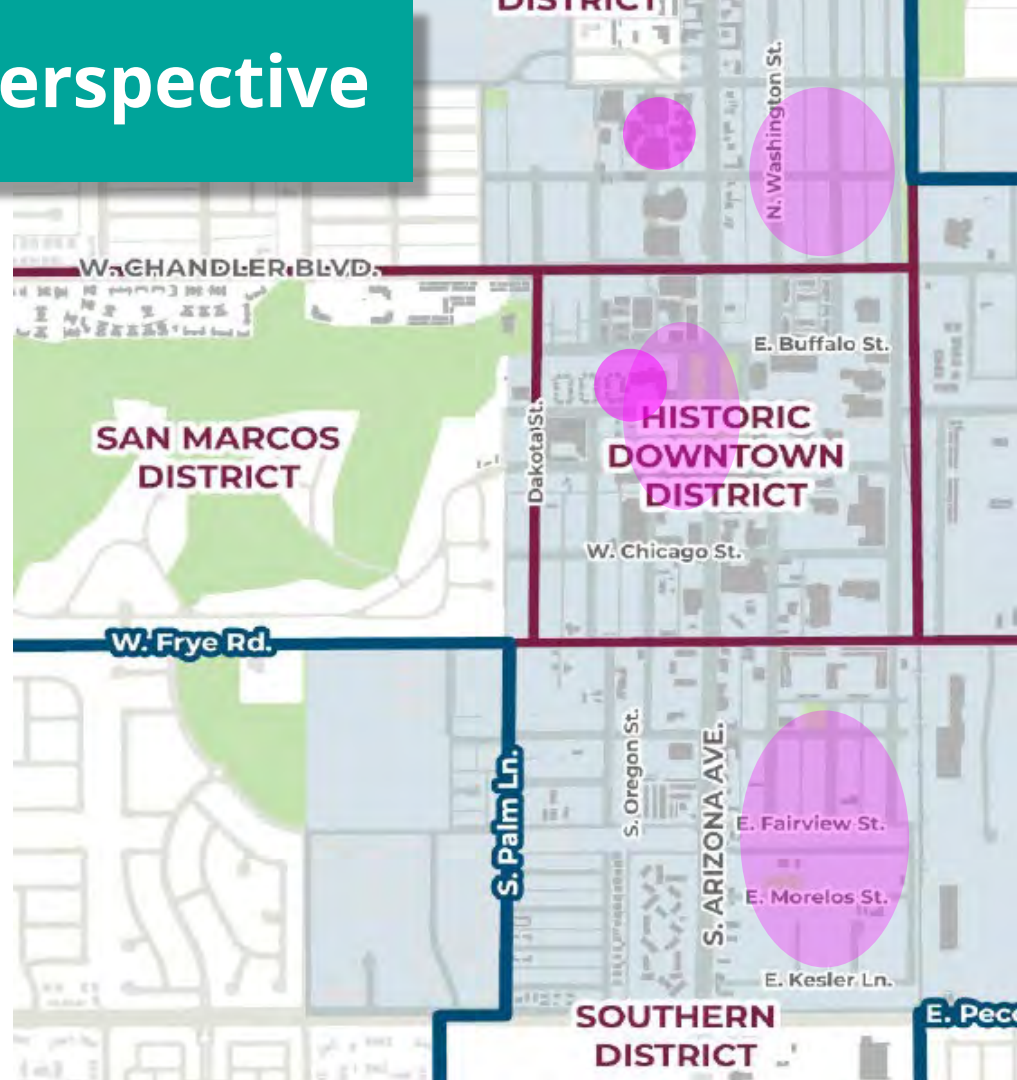 DISTRICT
erspective
N. Washington St.
W. CHANDLER BLVD.
E. Buffalo St.
SAN MARCOS
DISTRICT
Dakota St.
HISTORIC
DOWNTOWN
DISTRICT
W. Chicago St.
W. Frye Rd.
S. Oregon St.
S. ARIZONA AVE.
S. Palm Ln.
E. Fairview St.
E. Morelos St.
E. Kesler Ln.
SOUTHERN
DISTRICT
E. Peco